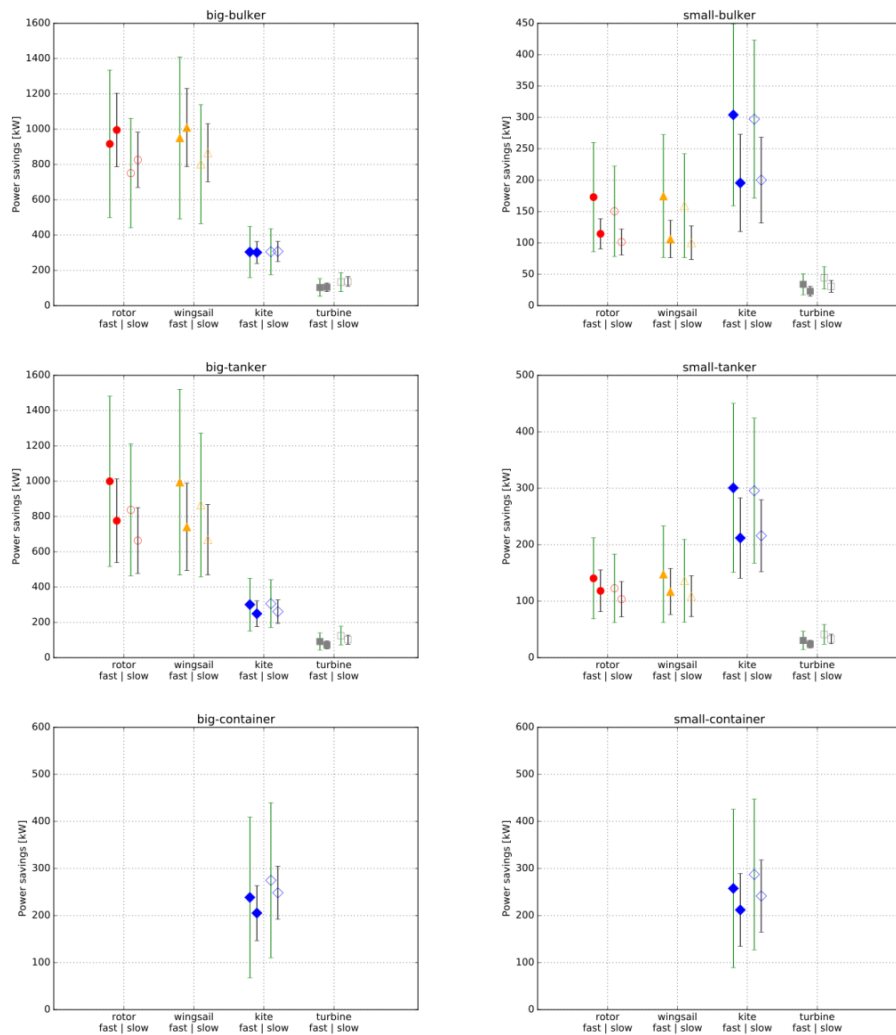 big-bulker
Power savings [kW]
1600
1400
1200
1000
800
600
400
200
0
rotor
fast | slow
wingsail
fast | slow
kite
fast | slow
turbine
fast | slow
small-bulker
Power savings [kW]
450
400
350
300
250
200
150
100
50
0
rotor
fast | slow
wingsail
fast | slow
kite
fast | slow
turbine
fast | slow
big-tanker
Power savings [kW]
1600
1400
1200
1000
800
600
400
200
0
rotor
fast | slow
wingsail
fast | slow
kite
fast | slow
turbine
fast | slow
small-tanker
Power savings [kW]
500
400
300
200
100
0
rotor
fast | slow
wingsail
fast | slow
kite
fast | slow
turbine
fast | slow
big-container
Power savings [kW]
600
500
400
300
200
100
0
rotor
fast | slow
wingsail
fast | slow
kite
fast | slow
turbine
fast | slow
small-container
Power savings [kW]
600
500
400
300
200
100
0
rotor
fast | slow
wingsail
fast | slow
kite
fast | slow
turbine
fast | slow